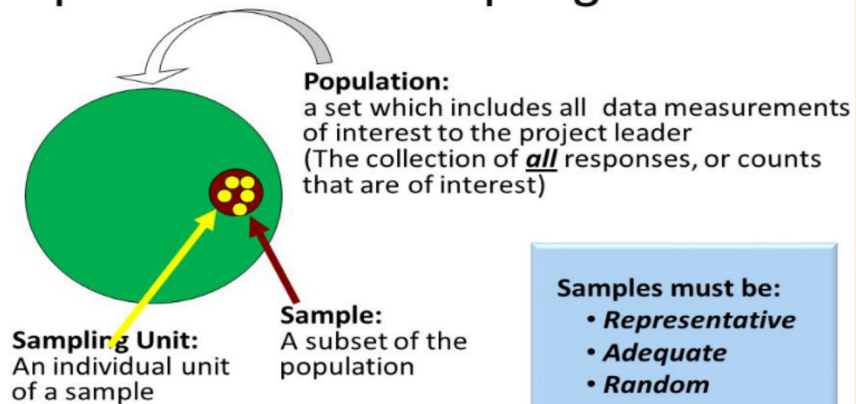 Population:
a set which includes all data measurements
of interest to the project leader
(The collection of all responses, or counts
that are of interest)
Samples must be:
• Representative
• Adequate
• Random
Sample:
A subset of the
population
Sampling Unit:
An individual unit
of a sample